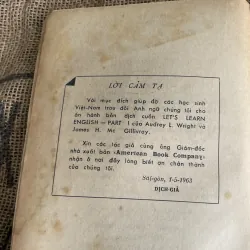 LỜI CẢM TẠ
Với mục đích giúp đỡ các học sinh
Việt-Nam trau dồi Anh ngữ chúng tôi cho
ấn hành bản dịch cuốn LET'S LEARN
ENGLISH — PART I của Audrey L. Wright và
James H. Mc Gillivray.
Xin các tác giả cùng ông Giám-đốc
nhà xuất bản «American Book Company»
nhận ở nơi đây lòng biết ơn chân thành
của chúng tôi.
Sài-gòn, 1-5-1963
DỊCH-GIẢ